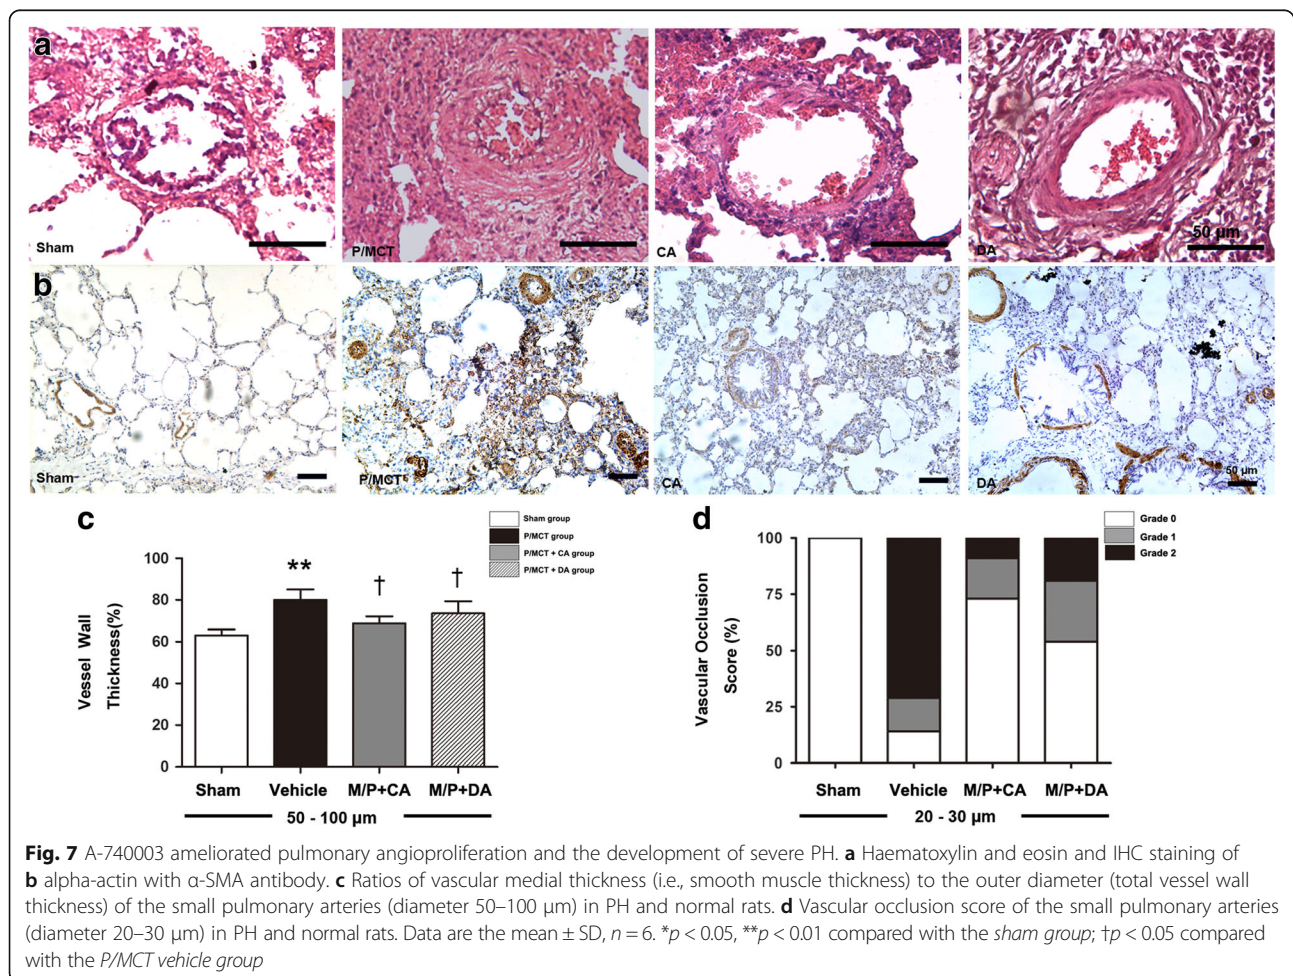 a
Sham
P/MCT
CA
DA
50 µm
b
Sham
P/MCT
CA
DA
50 µm
c
Sham group
P/MCT group
P/MCT + CA group
P/MCT + DA group
Vessel Wall
Thickness(%)
100
80
60
40
20
0
**
†
†
Sham Vehicle M/P+CA M/P+DA
50 - 100 µm
d
Grade 0
Grade 1
Grade 2
Vascular Occlusion
Score (%)
100
75
50
25
0
Sham Vehicle M/P+CA M/P+DA
20 - 30 µm
Fig. 7 A-740003 ameliorated pulmonary angioproliferation and the development of severe PH. a Haematoxylin and eosin and IHC staining of
b alpha-actin with α-SMA antibody. c Ratios of vascular medial thickness (i.e., smooth muscle thickness) to the outer diameter (total vessel wall
thickness) of the small pulmonary arteries (diameter 50–100 μm) in PH and normal rats. d Vascular occlusion score of the small pulmonary arteries
(diameter 20–30 μm) in PH and normal rats. Data are the mean ± SD, n = 6. *p < 0.05, **p < 0.01 compared with the sham group; †p < 0.05 compared
with the P/MCT vehicle group